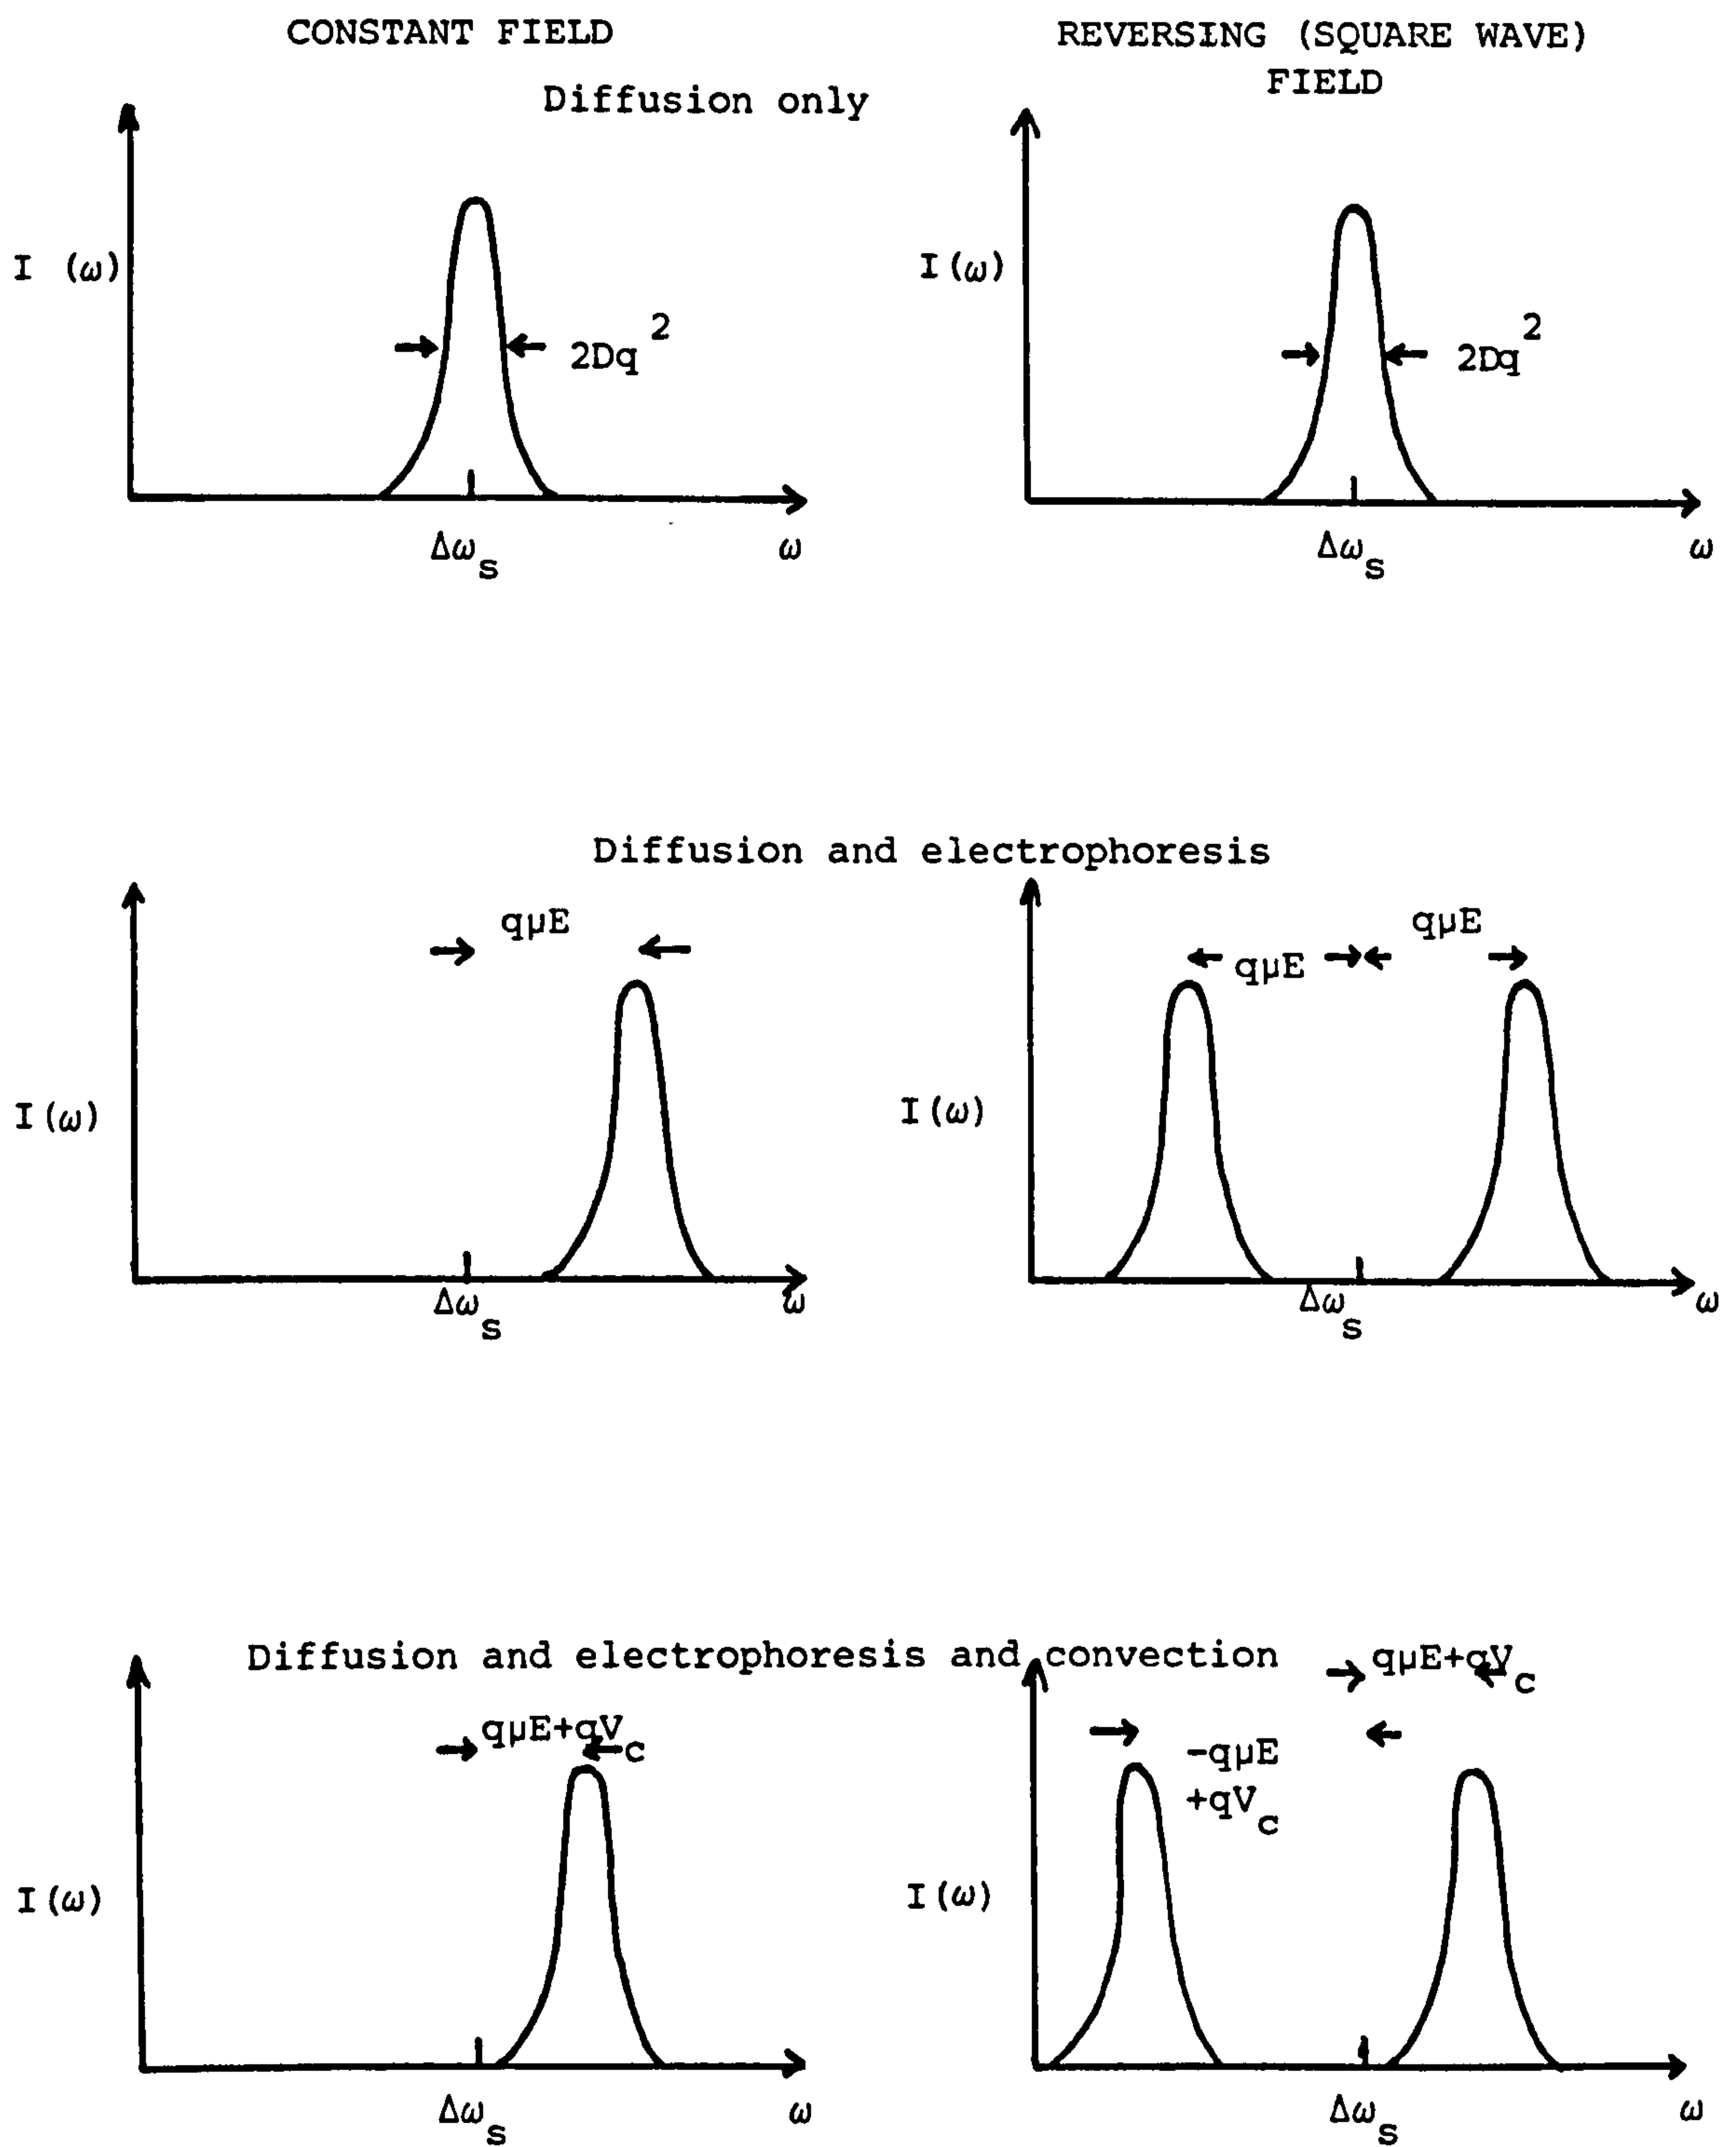 CONSTANT FIELD
REVERSING (SQUARE WAVE)
FIELD
Diffusion only
I (ω)
2Dq²
Δωs
ω
I(ω)
2Dq²
Δωs
ω
Diffusion and electrophoresis
qμE
I(ω)
Δωs
ω
qμE
qμE
I(ω)
Δωs
ω
Diffusion and electrophoresis and convection
qμE+qVc
I(ω)
Δωs
ω
qμE+qVc
-qμE
+qVc
I(ω)
Δωs
ω